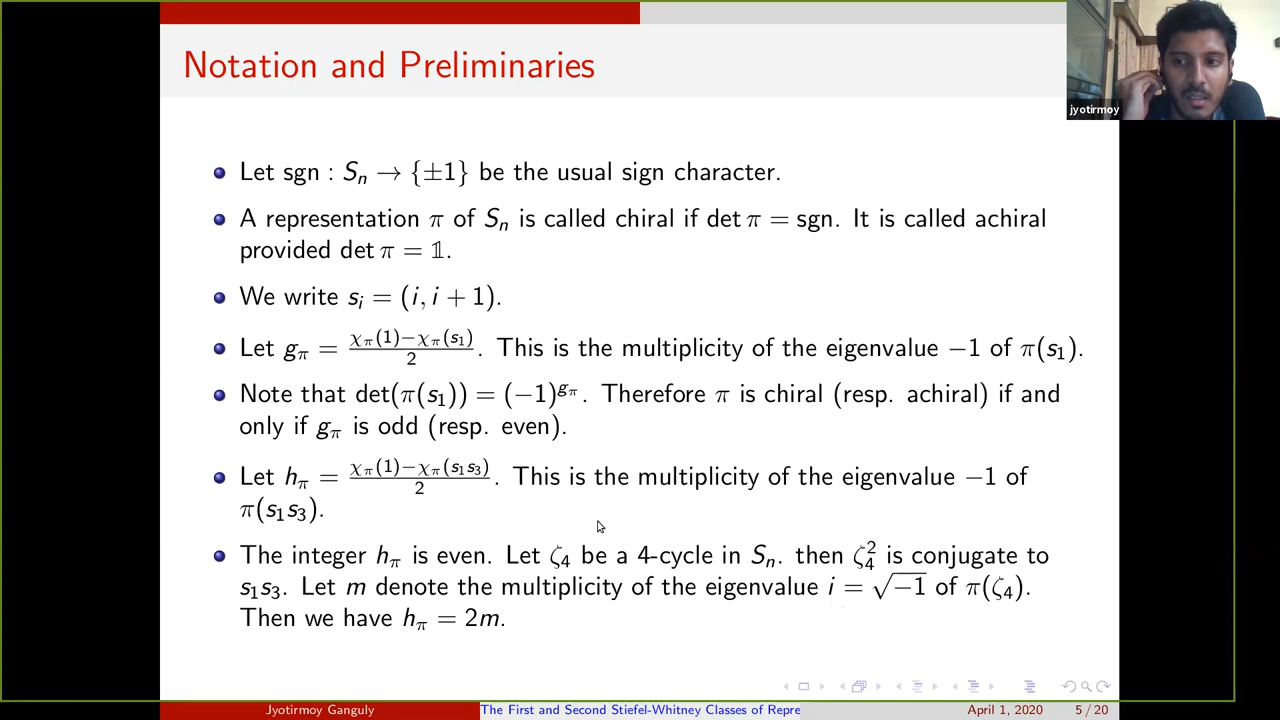 Notation and Preliminaries
jyotirmoy
Let sgn : Sₙ → {±1} be the usual sign character.
A representation π of Sₙ is called chiral if det π = sgn. It is called achiral
provided det π = 𝟙.
We write sᵢ = (i, i + 1).
Let g_π = (χ_π(1)−χ_π(s₁))/2. This is the multiplicity of the eigenvalue −1 of π(s₁).
Note that det(π(s₁)) = (−1)^{g_π}. Therefore π is chiral (resp. achiral) if and
only if g_π is odd (resp. even).
Let h_π = (χ_π(1)−χ_π(s₁s₃))/2. This is the multiplicity of the eigenvalue −1 of
π(s₁s₃).
The integer h_π is even. Let ζ₄ be a 4-cycle in Sₙ. then ζ₄² is conjugate to
s₁s₃. Let m denote the multiplicity of the eigenvalue i = √−1 of π(ζ₄).
Then we have h_π = 2m.
Jyotirmoy Ganguly
The First and Second Stiefel-Whitney Classes of Repre
April 1, 2020
5 / 20